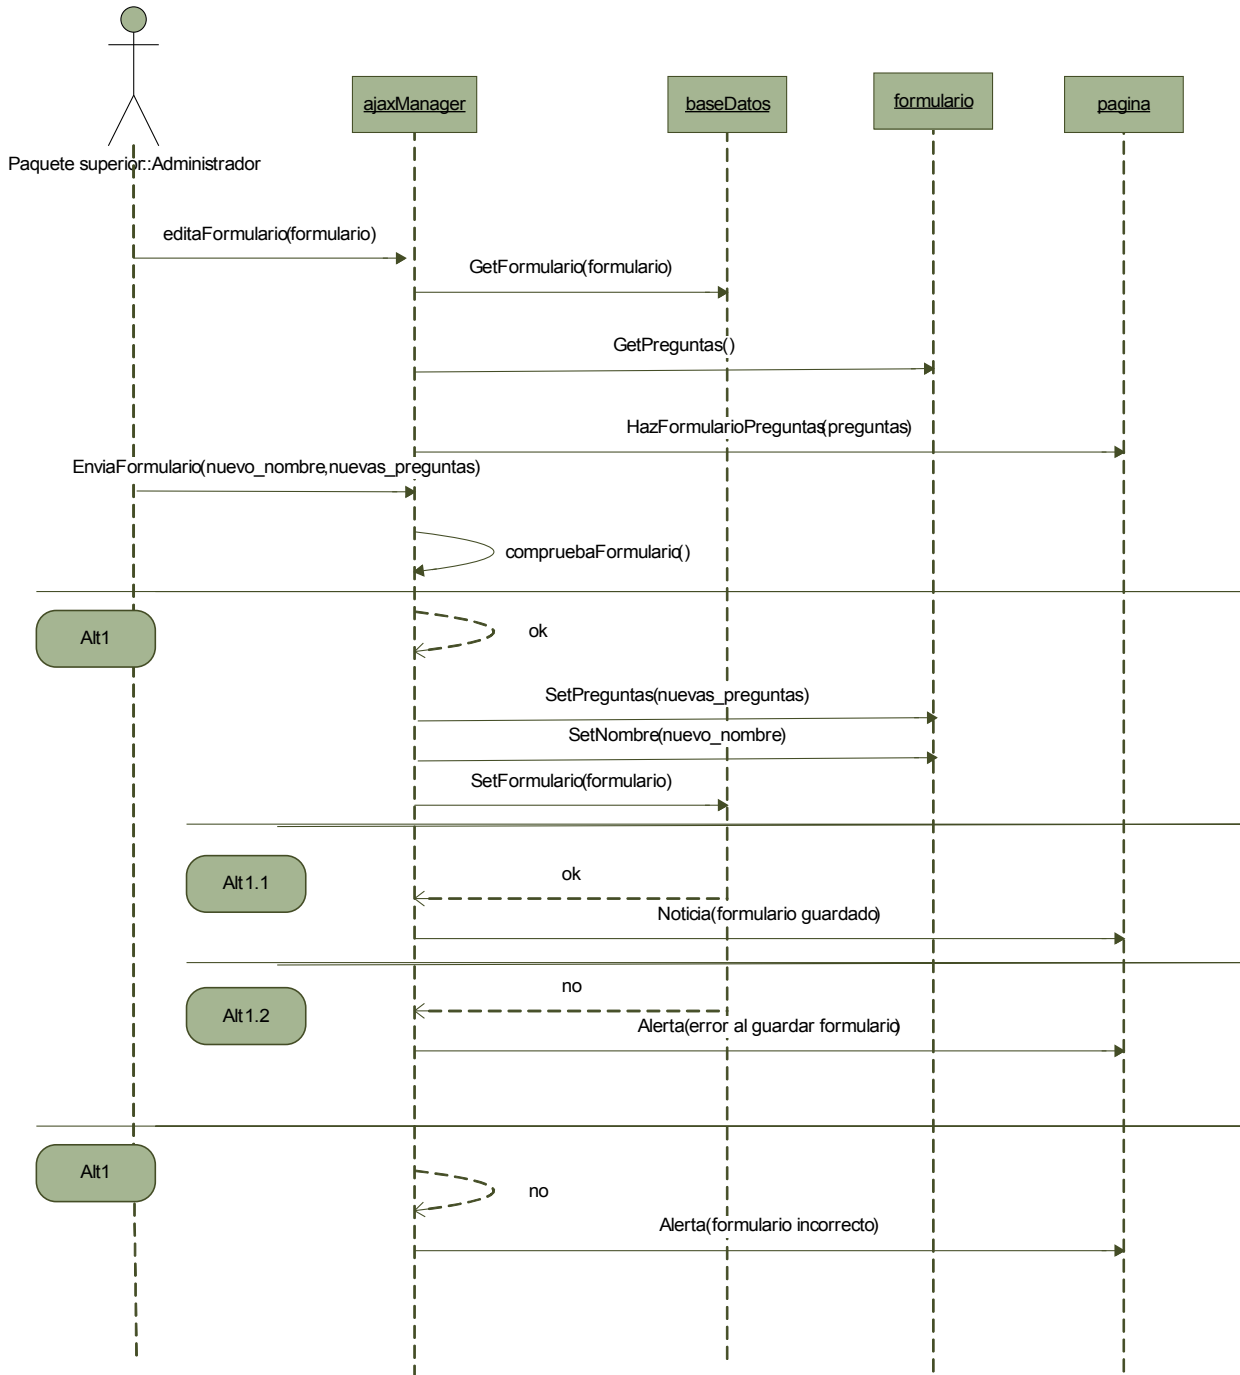 ajaxManager
baseDatos
formulario
pagina
Paquete superior::Administrador
editaFormulario(formulario)
GetFormulario(formulario)
GetPreguntas()
HazFormularioPreguntas(preguntas)
EnviaFormulario(nuevo_nombre,nuevas_preguntas)
compruebaFormulario()
Alt1
ok
SetPreguntas(nuevas_preguntas)
SetNombre(nuevo_nombre)
SetFormulario(formulario)
Alt1.1
ok
Noticia(formulario guardado)
Alt1.2
no
Alerta(error al guardar formulario)
Alt1
no
Alerta(formulario incorrecto)